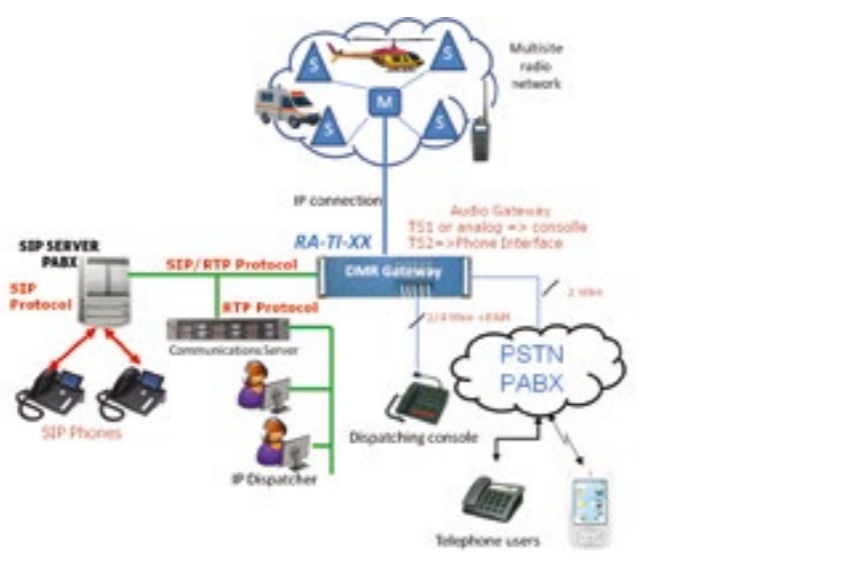 Multisite
radio
network
S
S
M
S
S
IP connection
Audio Gateway
TS1 or analog => consolle
TS2=>Phone Interface
RA-TI-XX
SIP SERVER
PABX
SIP/RTP Protocol
DMR Gateway
SIP
Protocol
RTP Protocol
2 Wire
2/4 Wire +E&M
Communications Server
PSTN
PABX
SIP Phones
Dispatching console
IP Dispatcher
Telephone users